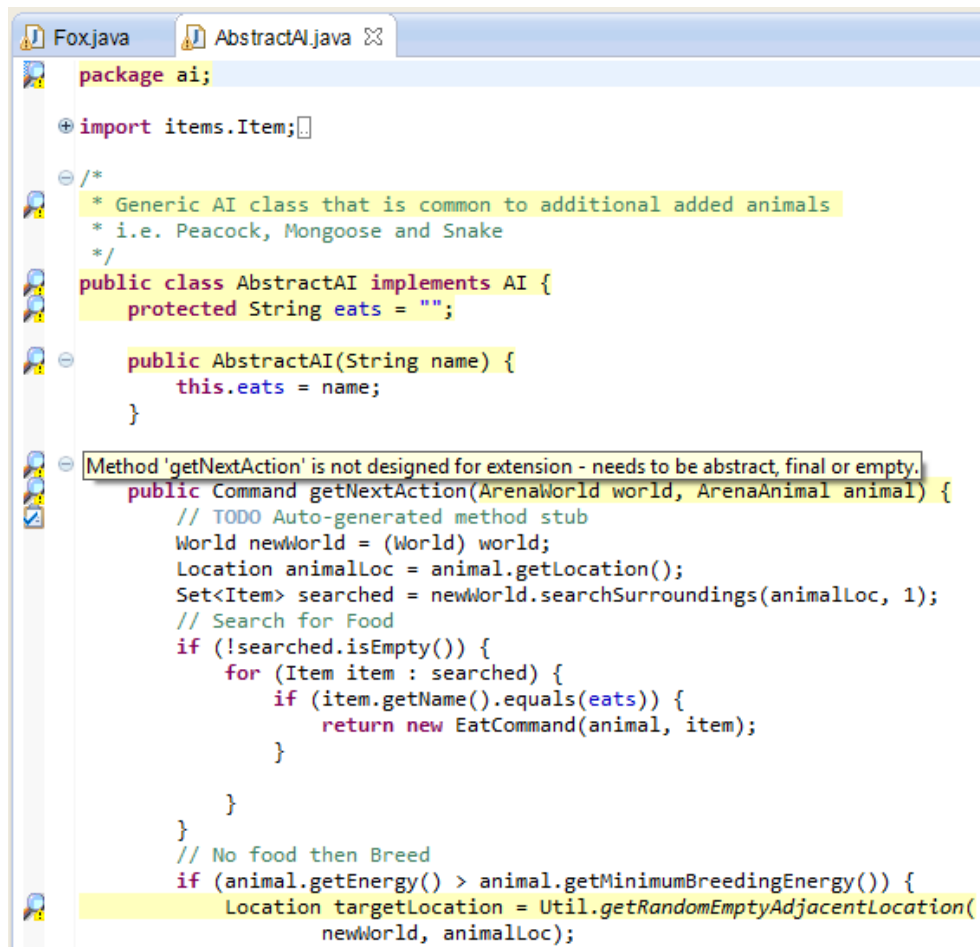 Fox.java AbstractAI.java
package ai;
import items.Item;
/*
* Generic AI class that is common to additional added animals
* i.e. Peacock, Mongoose and Snake
*/
public class AbstractAI implements AI {
protected String eats = "";
public AbstractAI(String name) {
this.eats = name;
}
Method 'getNextAction' is not designed for extension - needs to be abstract, final or empty.
public Command getNextAction(ArenaWorld world, ArenaAnimal animal) {
// TODO Auto-generated method stub
World newWorld = (World) world;
Location animalLoc = animal.getLocation();
Set<Item> searched = newWorld.searchSurroundings(animalLoc, 1);
// Search for Food
if (!searched.isEmpty()) {
for (Item item : searched) {
if (item.getName().equals(eats)) {
return new EatCommand(animal, item);
}
}
}
// No food then Breed
if (animal.getEnergy() > animal.getMinimumBreedingEnergy()) {
Location targetLocation = Util.getRandomEmptyAdjacentLocation(
newWorld, animalLoc);